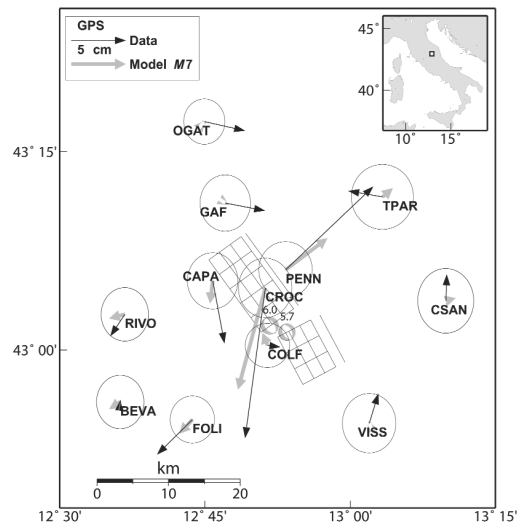 GPS
Data
5 cm
Model M7
45°
40°
10°
15°
OGAT
43° 15'
TPAR
GAF
PENN
CAPA
CROC
6.0
5.7
CSAN
RIVO
43° 00'
COLF
BEVA
FOLI
VISS
km
0 10 20
12° 30' 12° 45' 13° 00' 13° 15'